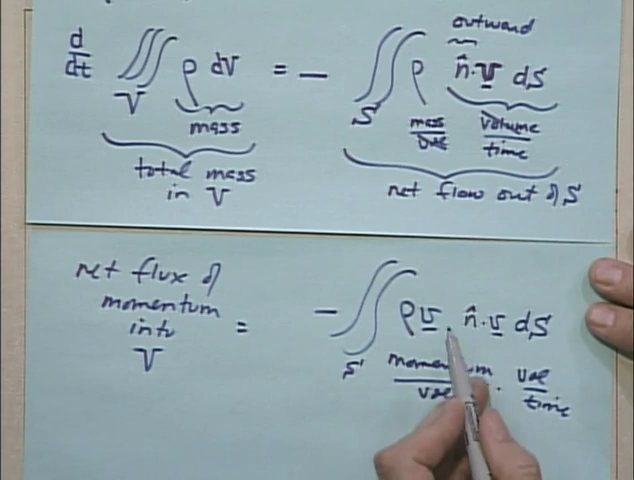 outward
d/dt ∭_V ρ dV = − ∬_S ρ n̂·v dS
mass mass/vol volume/time
total mass
in V
net flow out of S
net flux of
momentum
into
V
= − ∬_S ρv n̂·v dS
momentum/vol · vol/time